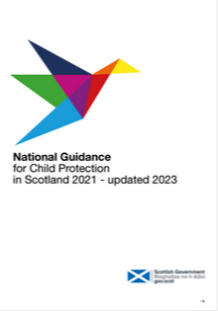 National Guidance
for Child Protection
in Scotland 2021 - updated 2023
Scottish Government
Riaghaltas na h-Alba
gov.scot